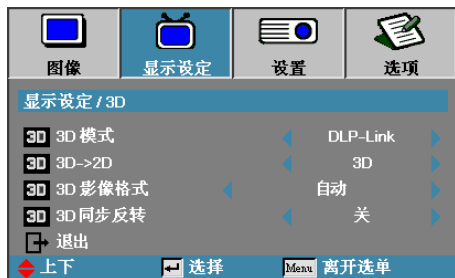 图像 显示设定 设置 选项
显示设定 / 3D
3D 3D 模式 DLP-Link
3D 3D->2D 3D
3D 3D 影像格式 自动
3D 3D 同步反转 关
退出
上下 选择 Menu 离开选单